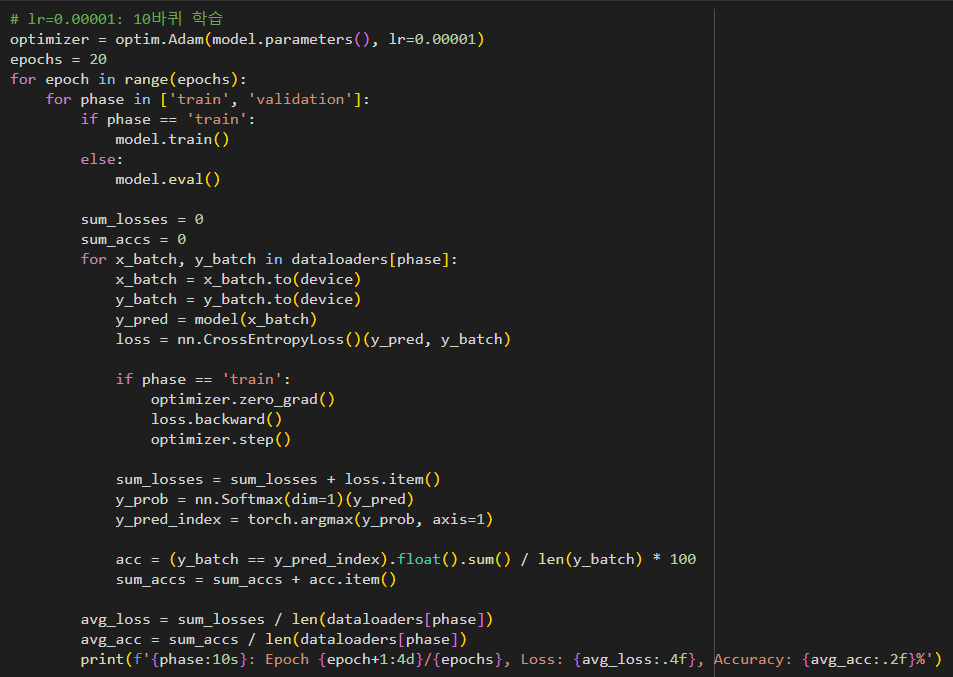 # lr=0.00001: 10바퀴 학습
optimizer = optim.Adam(model.parameters(), lr=0.00001)
epochs = 20
for epoch in range(epochs):
    for phase in ['train', 'validation']:
        if phase == 'train':
            model.train()
        else:
            model.eval()

        sum_losses = 0
        sum_accs = 0
        for x_batch, y_batch in dataloaders[phase]:
            x_batch = x_batch.to(device)
            y_batch = y_batch.to(device)
            y_pred = model(x_batch)
            loss = nn.CrossEntropyLoss()(y_pred, y_batch)

            if phase == 'train':
                optimizer.zero_grad()
                loss.backward()
                optimizer.step()

            sum_losses = sum_losses + loss.item()
            y_prob = nn.Softmax(dim=1)(y_pred)
            y_pred_index = torch.argmax(y_prob, axis=1)

            acc = (y_batch == y_pred_index).float().sum() / len(y_batch) * 100
            sum_accs = sum_accs + acc.item()

        avg_loss = sum_losses / len(dataloaders[phase])
        avg_acc = sum_accs / len(dataloaders[phase])
        print(f'{phase:10s}: Epoch {epoch+1:4d}/{epochs}, Loss: {avg_loss:.4f}, Accuracy: {avg_acc:.2f}%')